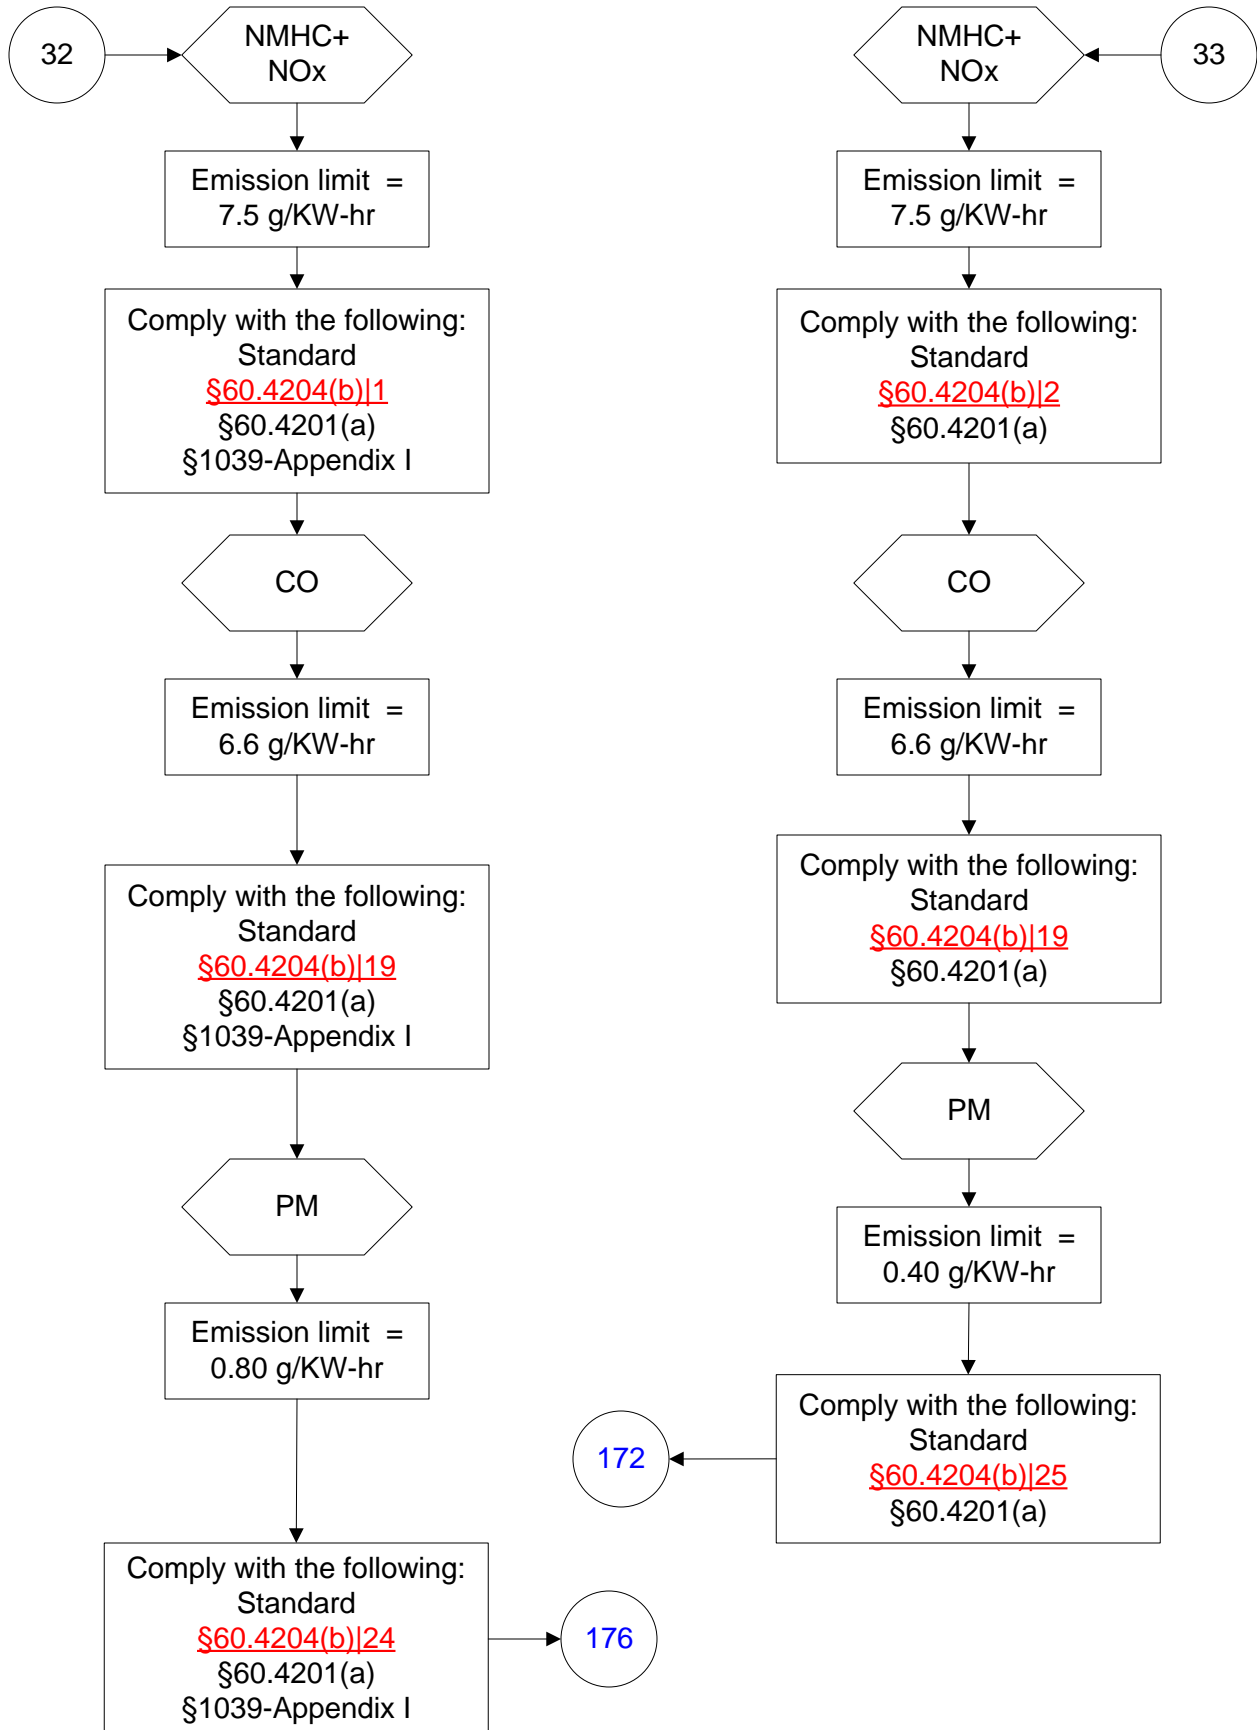 32
NMHC+
NOx
Emission limit =
7.5 g/KW-hr
Comply with the following:
Standard
§60.4204(b)|1
§60.4201(a)
§1039-Appendix I
CO
Emission limit =
6.6 g/KW-hr
Comply with the following:
Standard
§60.4204(b)|19
§60.4201(a)
§1039-Appendix I
PM
Emission limit =
0.80 g/KW-hr
Comply with the following:
Standard
§60.4204(b)|24
§60.4201(a)
§1039-Appendix I
176
33
NMHC+
NOx
Emission limit =
7.5 g/KW-hr
Comply with the following:
Standard
§60.4204(b)|2
§60.4201(a)
CO
Emission limit =
6.6 g/KW-hr
Comply with the following:
Standard
§60.4204(b)|19
§60.4201(a)
PM
Emission limit =
0.40 g/KW-hr
Comply with the following:
Standard
§60.4204(b)|25
§60.4201(a)
172